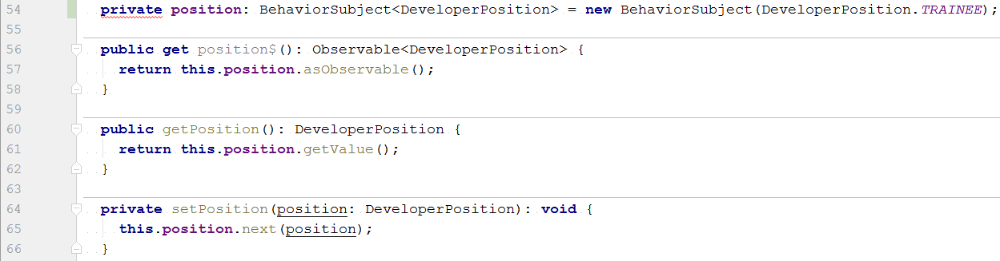 54 private position: BehaviorSubject<DeveloperPosition> = new BehaviorSubject(DeveloperPosition.TRAINEE);
55
56 public get position$(): Observable<DeveloperPosition> {
57 return this.position.asObservable();
58 }
59
60 public getPosition(): DeveloperPosition {
61 return this.position.getValue();
62 }
63
64 private setPosition(position: DeveloperPosition): void {
65 this.position.next(position);
66 }